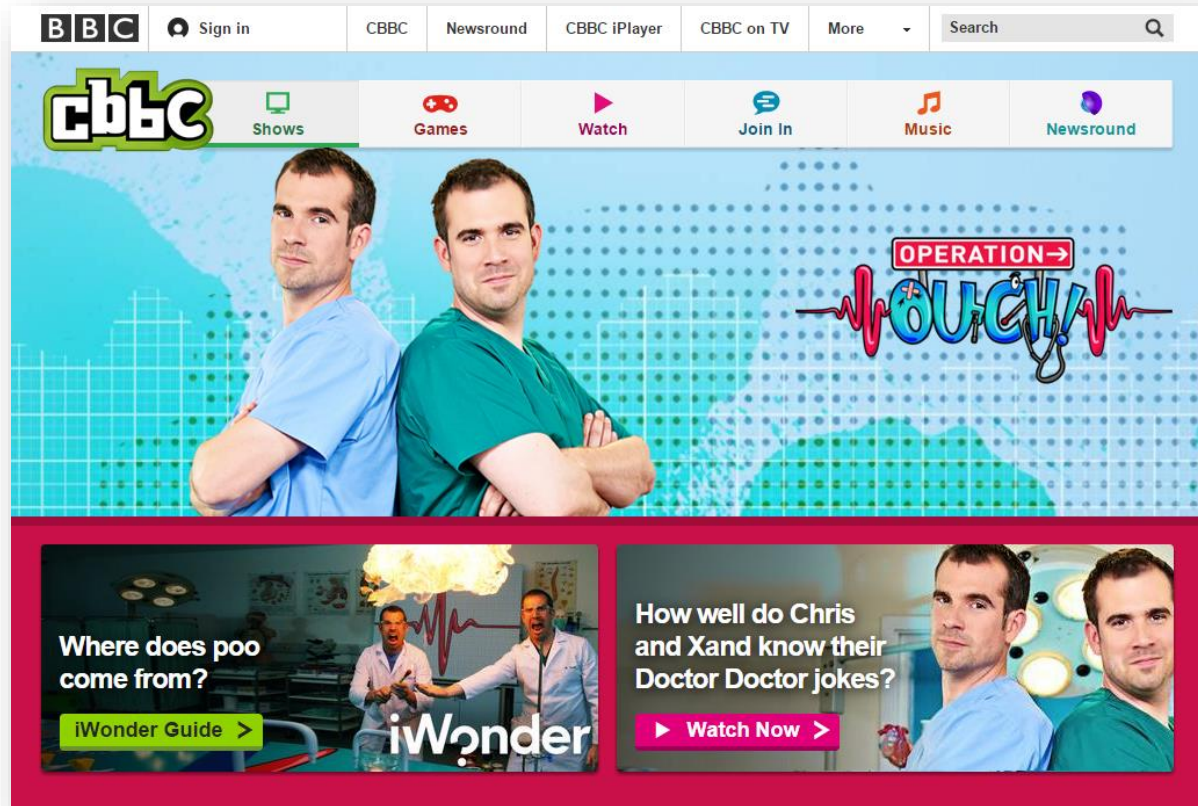 BBC
Sign in
CBBC
Newsround
CBBC iPlayer
CBBC on TV
More
Search
cbbc
Shows
Games
Watch
Join In
Music
Newsround
OPERATION→
OUCH!
Where does poo
come from?
iWonder Guide >
iWonder
How well do Chris
and Xand know their
Doctor Doctor jokes?
Watch Now >